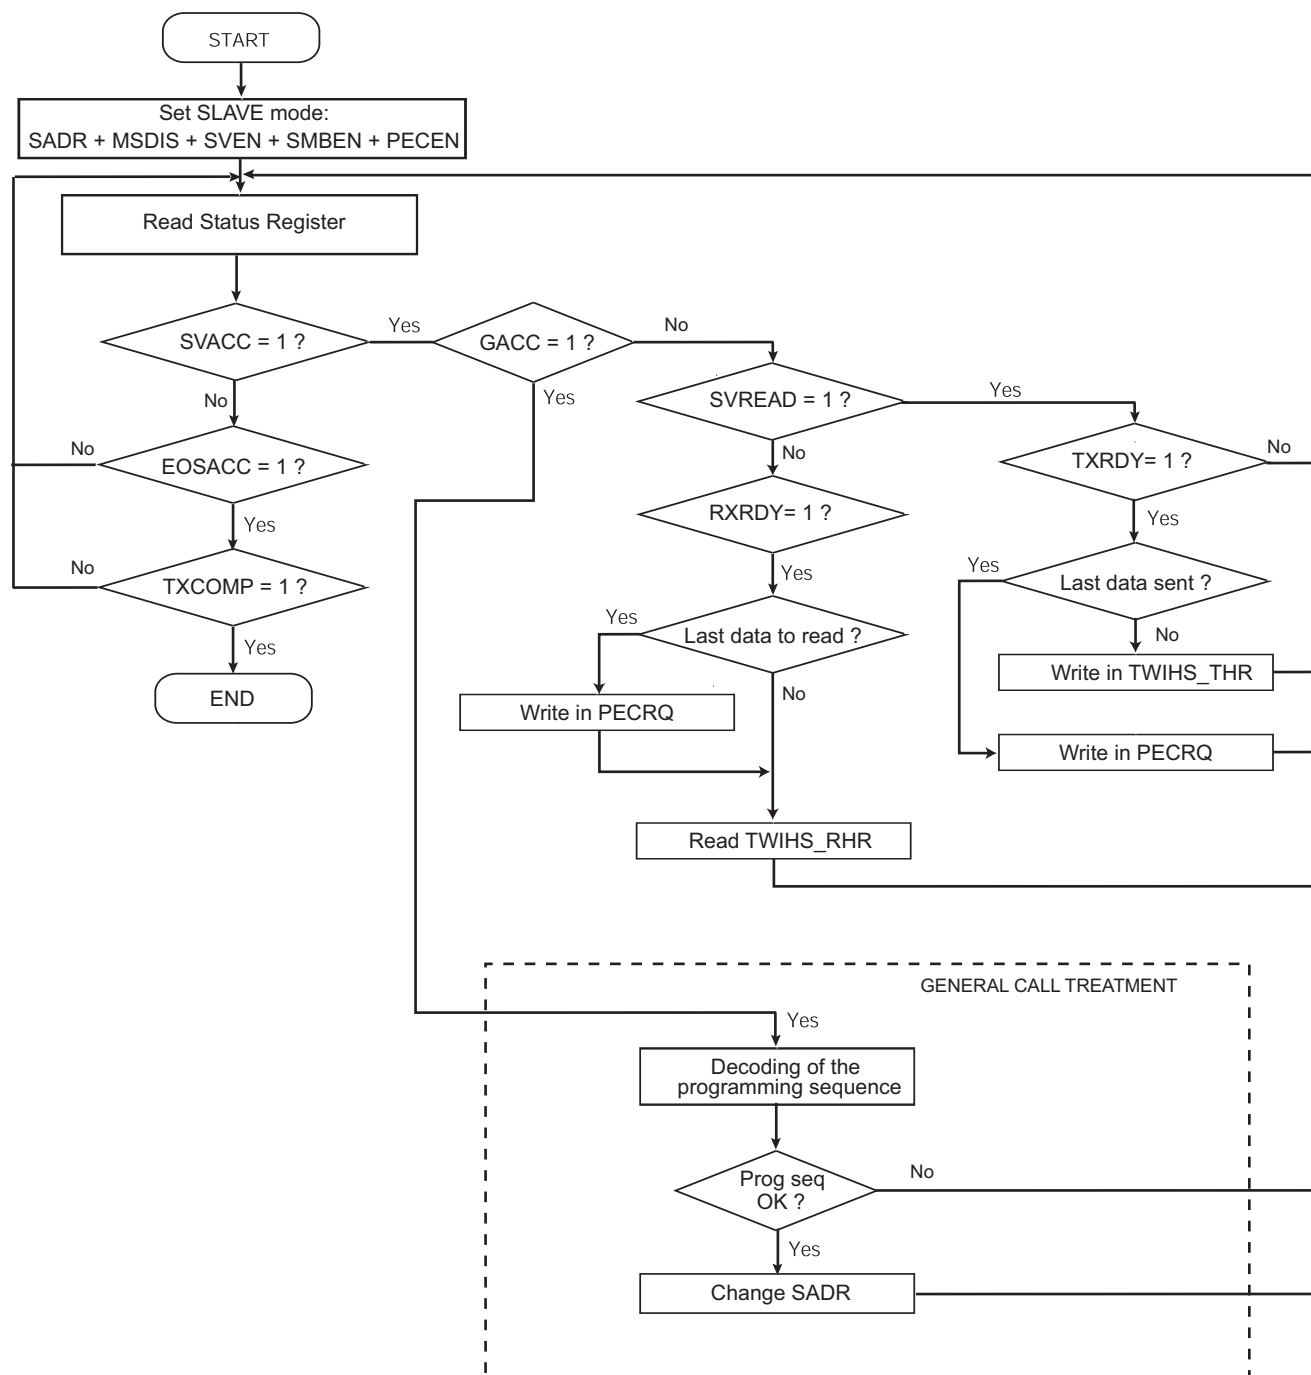 START
Set SLAVE mode:
SADR + MSDIS + SVEN + SMBEN + PECEN
Read Status Register
SVACC = 1 ?
Yes
GACC = 1 ?
No
No
Yes
SVREAD = 1 ?
Yes
No
EOSACC = 1 ?
No
TXRDY= 1 ?
No
Yes
RXRDY= 1 ?
Yes
No
TXCOMP = 1 ?
Yes
Yes
Last data sent ?
No
Yes
Yes
Last data to read ?
No
Write in TWIHS_THR
END
Write in PECRQ
Write in PECRQ
Read TWIHS_RHR
GENERAL CALL TREATMENT
Yes
Decoding of the
programming sequence
Prog seq
OK ?
No
Yes
Change SADR